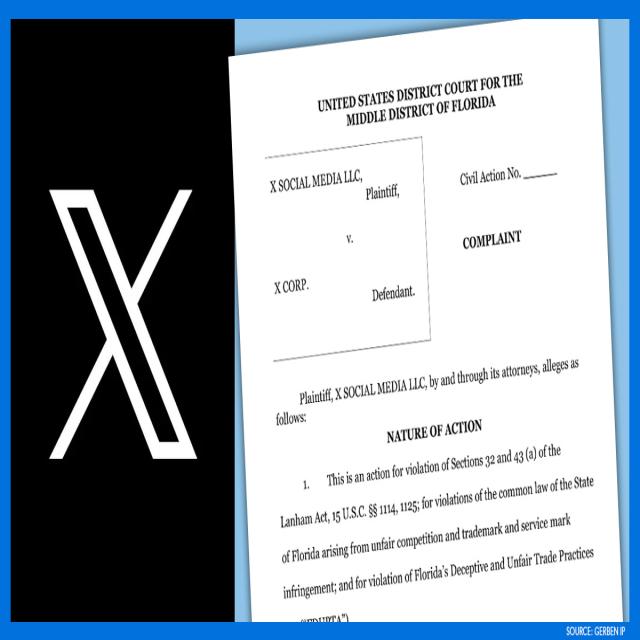 X
UNITED STATES DISTRICT COURT FOR THE
MIDDLE DISTRICT OF FLORIDA
X SOCIAL MEDIA LLC,
Plaintiff,
v.
X CORP.
Defendant.
Civil Action No. ______
COMPLAINT
Plaintiff, X SOCIAL MEDIA LLC, by and through its attorneys, alleges as
follows:
NATURE OF ACTION
1. This is an action for violation of Sections 32 and 43 (a) of the
Lanham Act, 15 U.S.C. §§ 1114, 1125; for violations of the common law of the State
of Florida arising from unfair competition and trademark and service mark
infringement; and for violation of Florida's Deceptive and Unfair Trade Practices
SOURCE: GERBEN IP